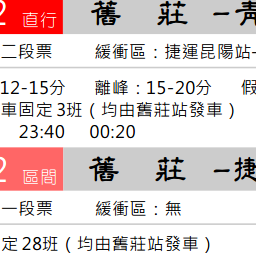 2 直行 舊 莊 -青
二段票 緩衝區：捷運昆陽站-
12-15分 離峰：15-20分 假
車固定3班（均由舊莊站發車）
23:40 00:20
2 區間 舊 莊 -捷
一段票 緩衝區：無
定28班（均由舊莊站發車）